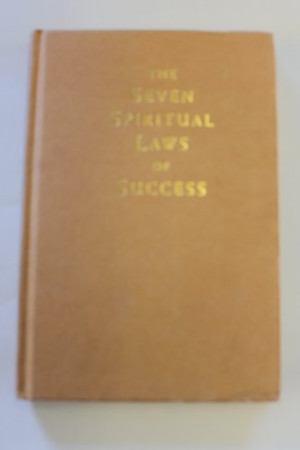 THE
SEVEN
SPIRITUAL
LAWS
OF
SUCCESS